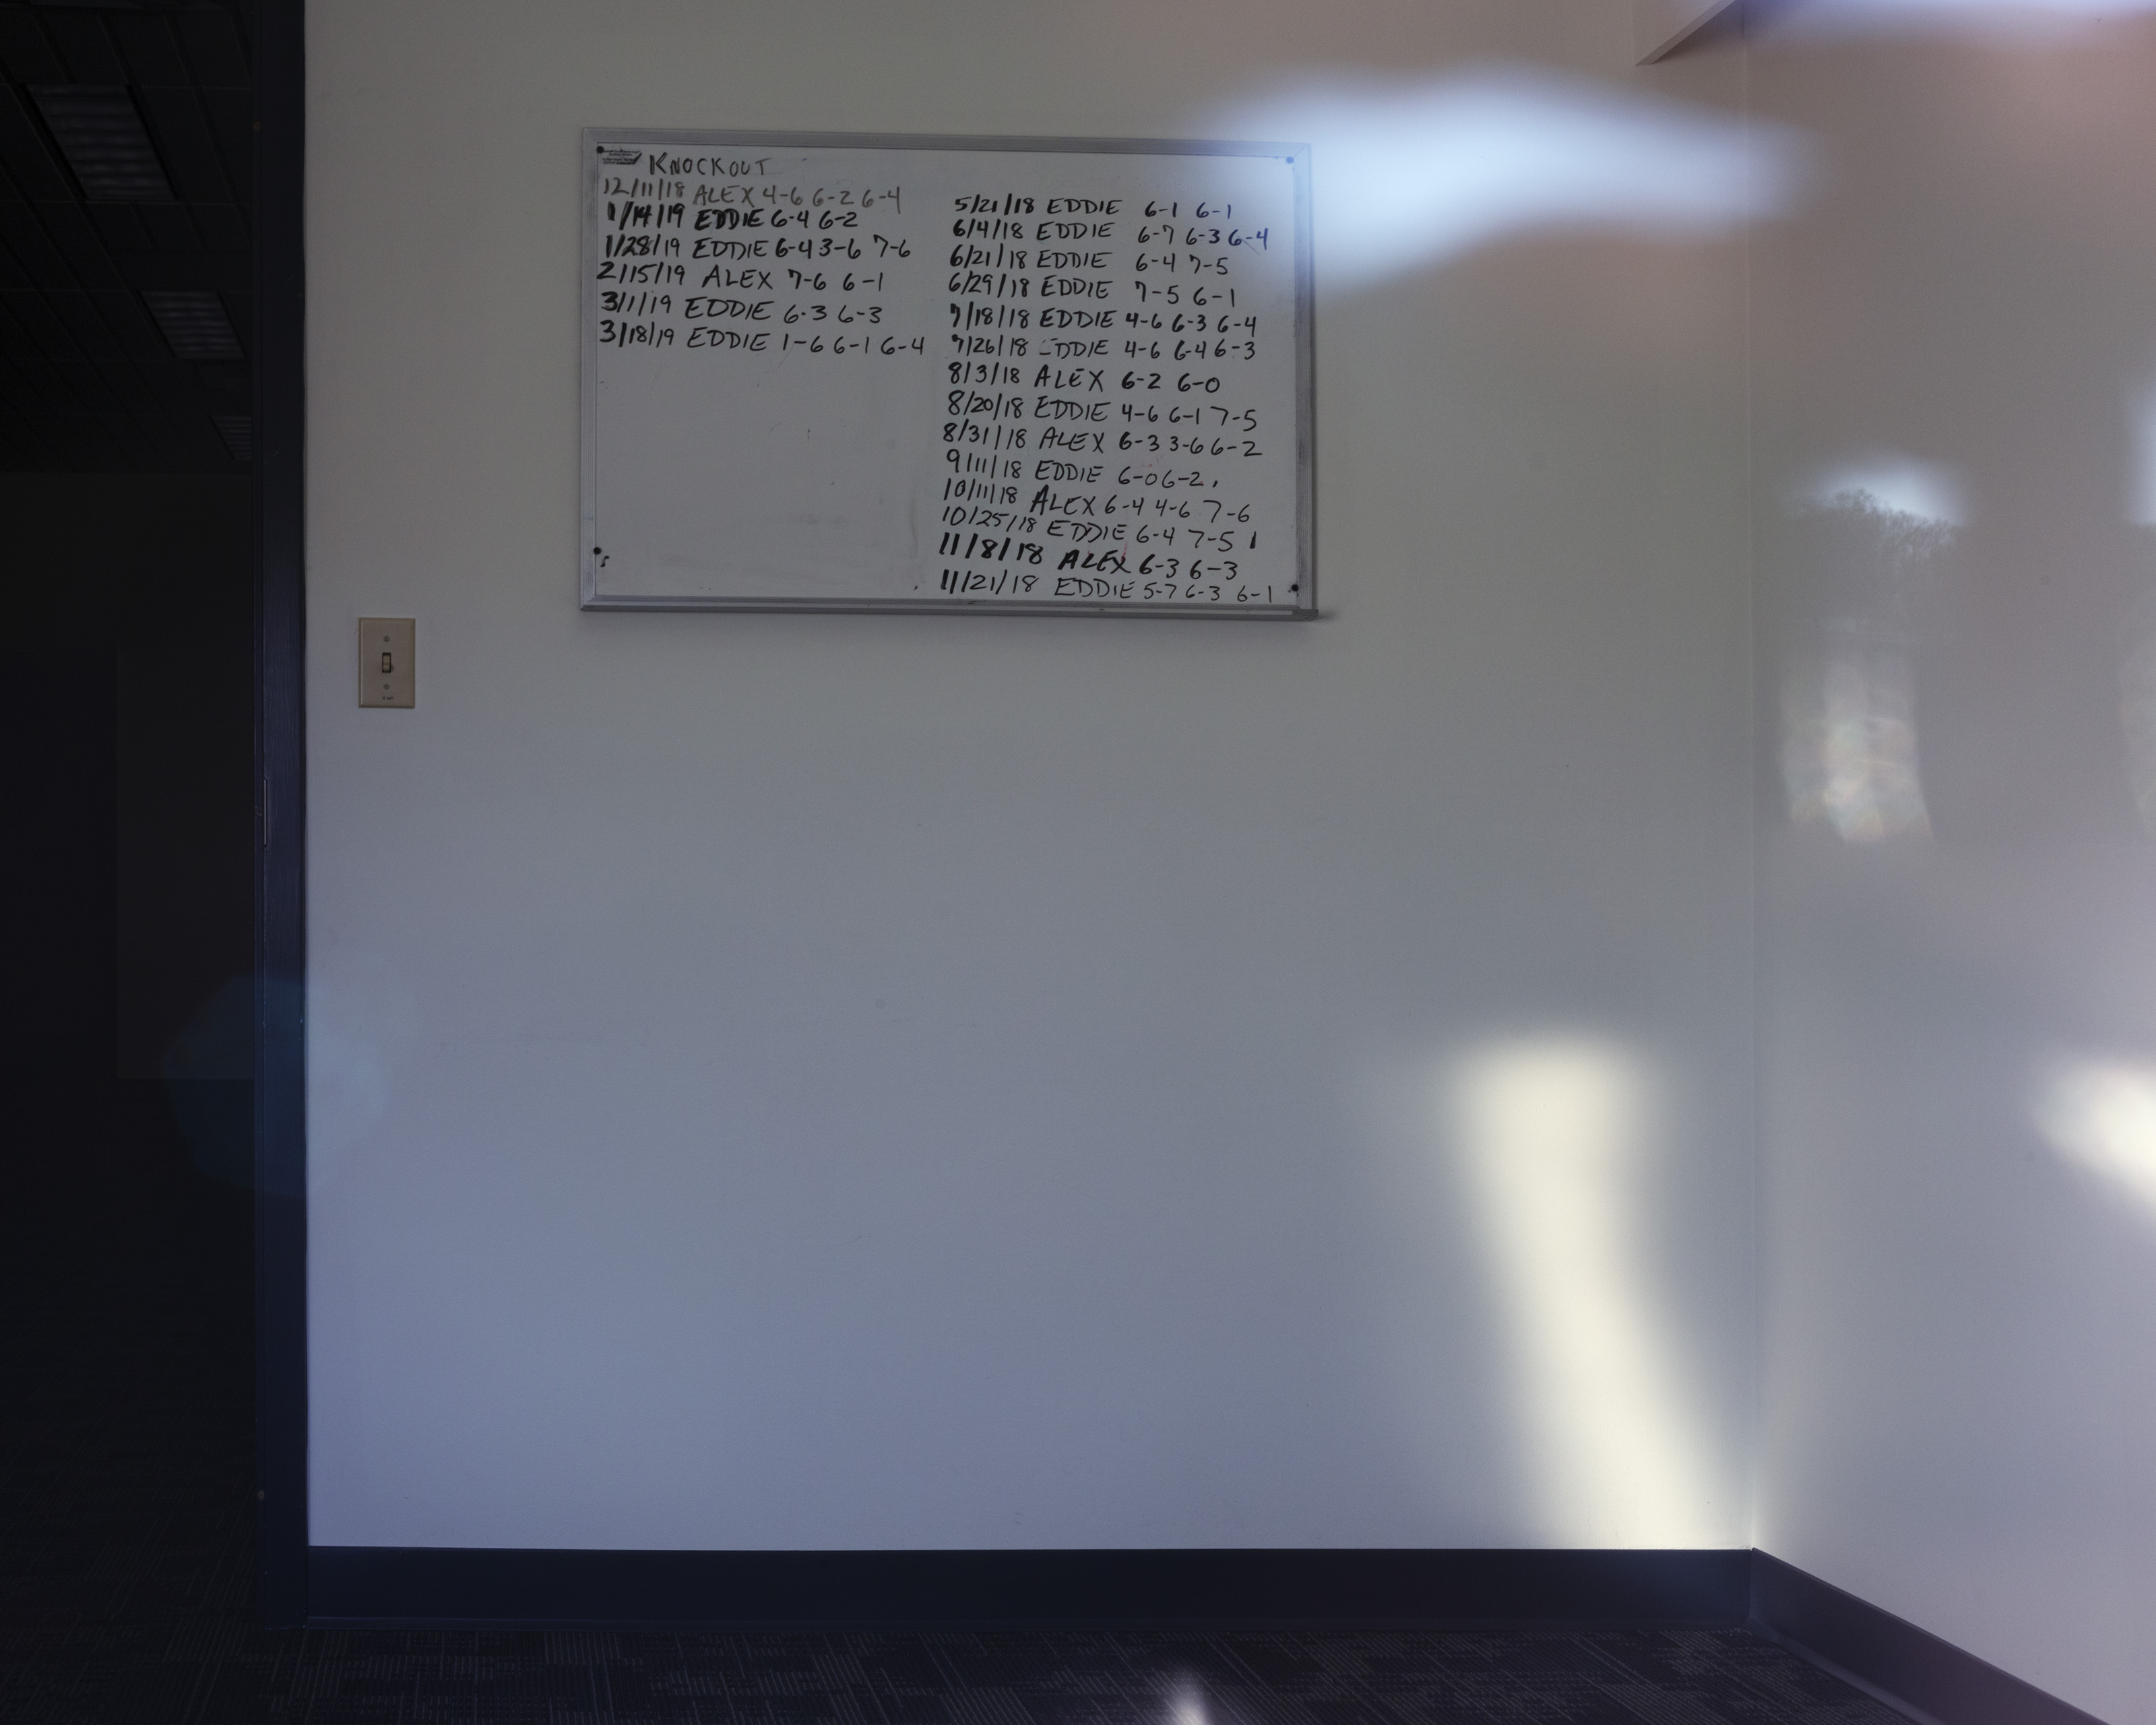 KNOCKOUT
12/11/18 ALEX 4-6 6-2 6-4
1/14/19 EDDIE 6-4 6-2
1/28/19 EDDIE 6-4 3-6 7-6
2/15/19 ALEX 7-6 6-1
3/1/19 EDDIE 6-3 6-3
3/18/19 EDDIE 1-6 6-1 6-4
5/21/18 EDDIE 6-1 6-1
6/4/18 EDDIE 6-7 6-3 6-4
6/21/18 EDDIE 6-4 7-5
6/29/18 EDDIE 7-5 6-1
7/18/18 EDDIE 4-6 6-3 6-4
7/26/18 EDDIE 4-6 6-4 6-3
8/3/18 ALEX 6-2 6-0
8/20/18 EDDIE 4-6 6-1 7-5
8/31/18 ALEX 6-3 3-6 6-2
9/11/18 EDDIE 6-0 6-2
10/11/18 ALEX 6-4 4-6 7-6
10/25/18 EDDIE 6-4 7-5
11/8/18 ALEX 6-3 6-3
11/21/18 EDDIE 5-7 6-3 6-1